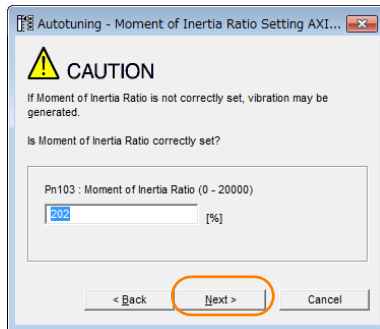 Autotuning - Moment of Inertia Ratio Setting AXI...
CAUTION
If Moment of Inertia Ratio is not correctly set, vibration may be
generated.
Is Moment of Inertia Ratio correctly set?
Pn103 : Moment of Inertia Ratio (0 - 20000)
202 [%]
< Back Next > Cancel